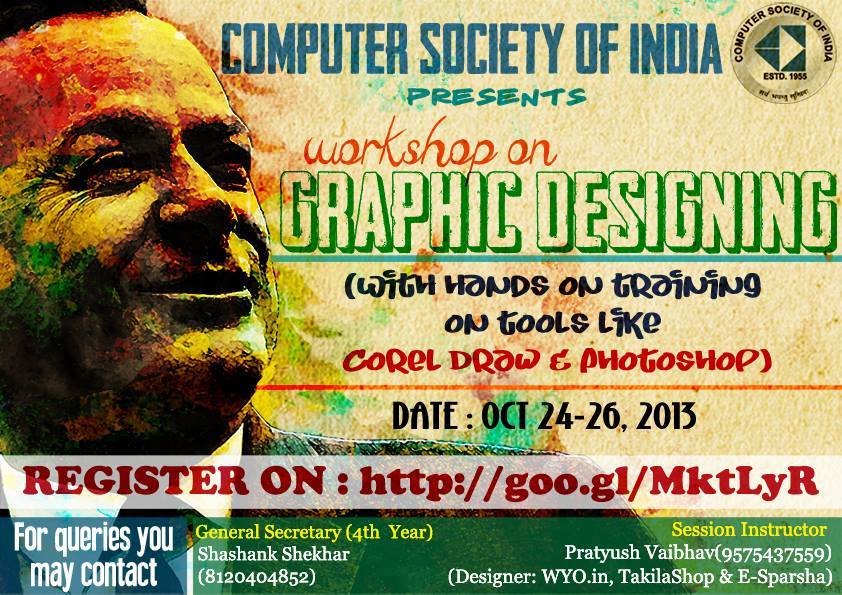 COMPUTER SOCIETY OF INDIA
COMPUTER SOCIETY OF INDIA
ESTD. 1955
PRESENTS
workshop on
GRAPHIC DESIGNING
(WITH HANDS ON TRAINING
ON TOOLS LIKE
COREL DRAW & PHOTOSHOP)
DATE : OCT 24-26, 2013
REGISTER ON : http://goo.gl/MktLyR
For queries you
may contact
General Secretary (4th Year)
Shashank Shekhar
(8120404852)
Session Instructor
Pratyush Vaibhav(9575437559)
(Designer: WYO.in, TakilaShop & E-Sparsha)